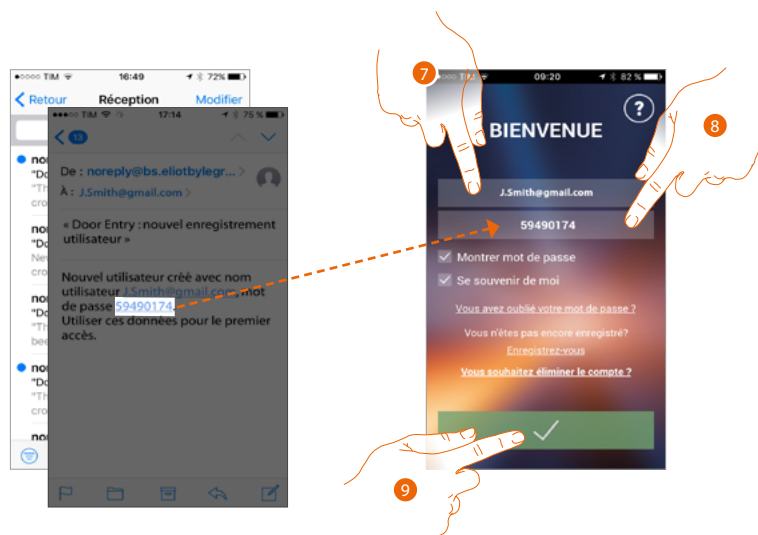 TIM 16:49 72%
Retour Réception Modifier
TIM 17:14 75 %
13
De : noreply@bs.eliotbylegr...
À : J.Smith@gmail.com
« Door Entry : nouvel enregistrement
utilisateur »
Nouvel utilisateur créé avec nom
utilisateur J.Smith@gmail.com, mot
de passe 59490174.
Utiliser ces données pour le premier
accès.
7
TIM 09:20 82 %
?
BIENVENUE
8
J.Smith@gmail.com
59490174
Montrer mot de passe
Se souvenir de moi
Vous avez oublié votre mot de passe ?
Vous n'êtes pas encore enregistré?
Enregistrez-vous
Vous souhaitez éliminer le compte ?
9